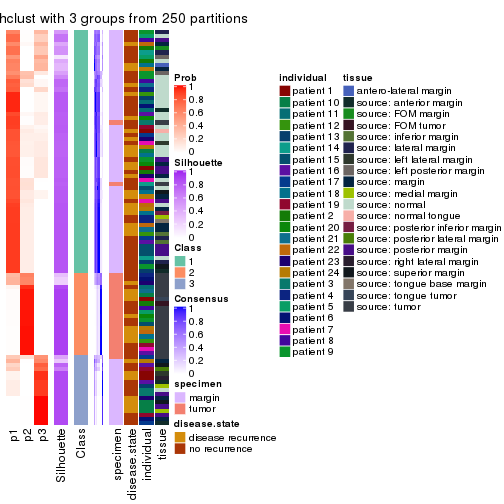 hclust with 3 groups from 250 partitions
Prob
1
0.8
0.6
0.4
0.2
0
Silhouette
1
0.8
0.6
0.4
0.2
0
Class
1
2
3
Consensus
1
0.8
0.6
0.4
0.2
0
specimen
margin
tumor
disease.state
disease recurrence
no recurrence
individual
patient 1
patient 10
patient 11
patient 12
patient 13
patient 14
patient 15
patient 16
patient 17
patient 18
patient 19
patient 2
patient 20
patient 21
patient 22
patient 23
patient 24
patient 3
patient 4
patient 5
patient 6
patient 7
patient 8
patient 9
tissue
antero-lateral margin
source: anterior margin
source: FOM margin
source: FOM tumor
source: inferior margin
source: lateral margin
source: left lateral margin
source: left posterior margin
source: margin
source: medial margin
source: normal
source: normal tongue
source: posterior inferior margin
source: posterior lateral margin
source: posterior margin
source: right lateral margin
source: superior margin
source: tongue base margin
source: tongue tumor
source: tumor
p1
p2
p3
Silhouette
Class
specimen
disease.state
individual
tissue